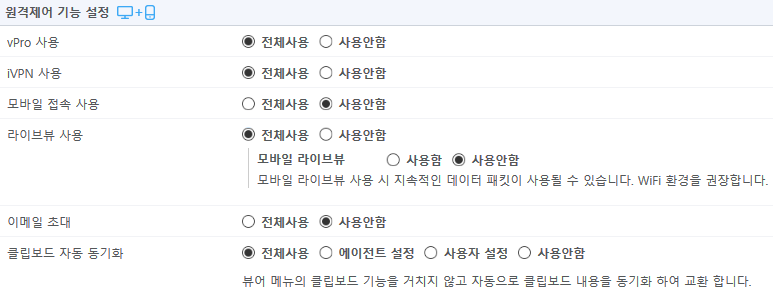 원격제어 기능 설정
vPro 사용 전체사용 사용안함
iVPN 사용 전체사용 사용안함
모바일 접속 사용 전체사용 사용안함
라이브뷰 사용 전체사용 사용안함
모바일 라이브뷰 사용함 사용안함
모바일 라이브뷰 사용 시 지속적인 데이터 패킷이 사용될 수 있습니다. WiFi 환경을 권장합니다.
이메일 초대 전체사용 사용안함
클립보드 자동 동기화 전체사용 에이전트 설정 사용자 설정 사용안함
뷰어 메뉴의 클립보드 기능을 거치지 않고 자동으로 클립보드 내용을 동기화 하여 교환 합니다.